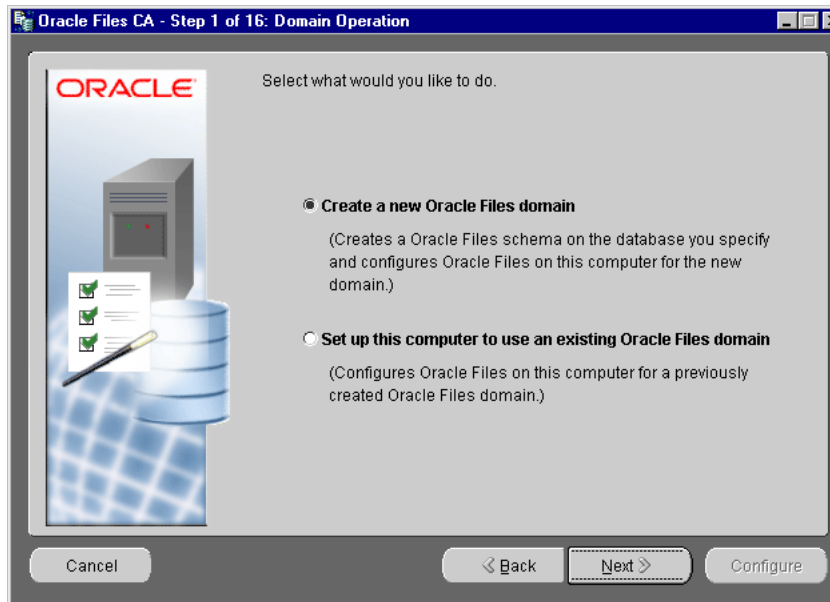 Oracle Files CA - Step 1 of 16: Domain Operation
ORACLE
Select what would you like to do.
Create a new Oracle Files domain
(Creates a Oracle Files schema on the database you specify
and configures Oracle Files on this computer for the new
domain.)
Set up this computer to use an existing Oracle Files domain
(Configures Oracle Files on this computer for a previously
created Oracle Files domain.)
Cancel
Back
Next
Configure